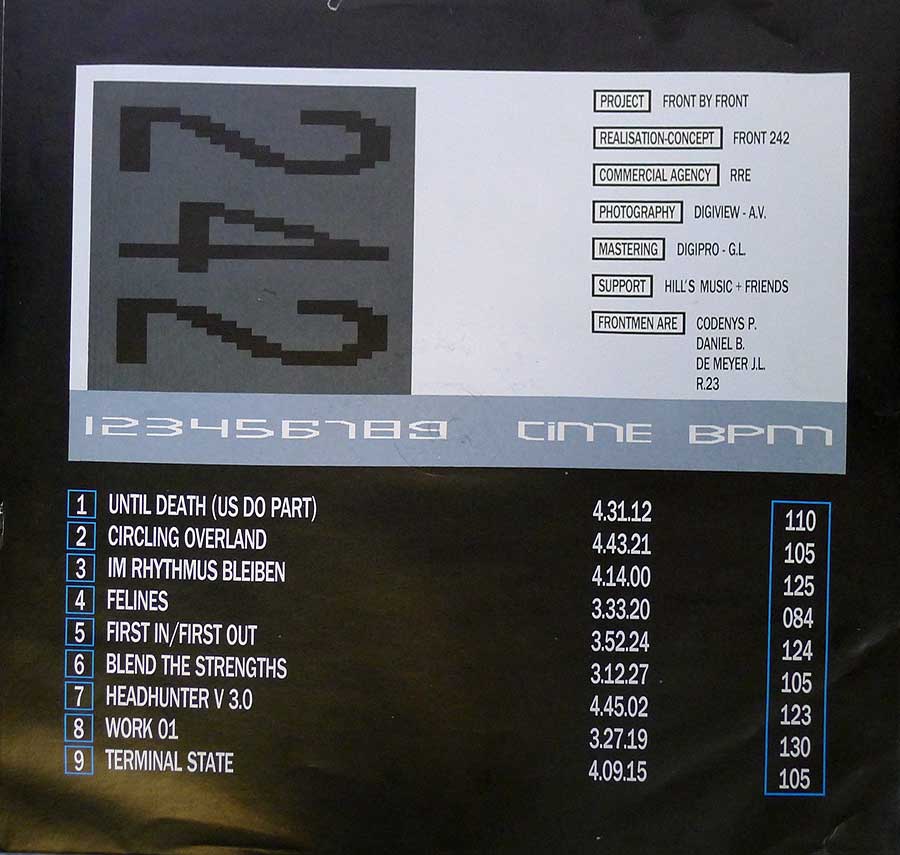 242
PROJECT FRONT BY FRONT
REALISATION-CONCEPT FRONT 242
COMMERCIAL AGENCY RRE
PHOTOGRAPHY DIGIVIEW - A.V.
MASTERING DIGIPRO - G.L.
SUPPORT HILL'S MUSIC + FRIENDS
FRONTMEN ARE CODENYS P.
DANIEL B.
DE MEYER J.L.
R.23
123456789 TIME BPM
1 UNTIL DEATH (US DO PART) 4.31.12 110
2 CIRCLING OVERLAND 4.43.21 105
3 IM RHYTHMUS BLEIBEN 4.14.00 125
4 FELINES 3.33.20 084
5 FIRST IN/FIRST OUT 3.52.24 124
6 BLEND THE STRENGTHS 3.12.27 105
7 HEADHUNTER V 3.0 4.45.02 123
8 WORK 01 3.27.19 130
9 TERMINAL STATE 4.09.15 105